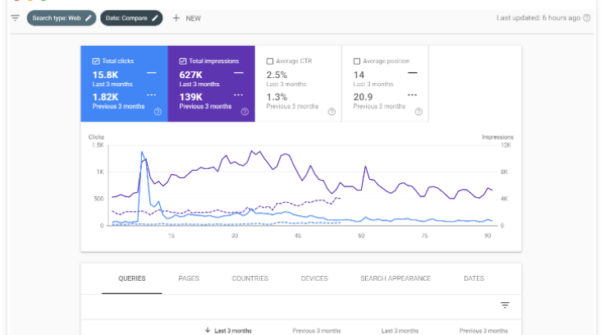 Search type: Web
Date: Compare
+ NEW
Last updated: 6 hours ago
Total clicks
15.8K
Last 3 months
1.82K
Previous 3 months
Total impressions
627K
Last 3 months
139K
Previous 3 months
Average CTR
2.5%
Last 3 months
1.3%
Previous 3 months
Average position
14
Last 3 months
20.9
Previous 3 months
Clicks
Impressions
1.5K
1K
500
0
10K
8K
4K
0
15
30
45
60
75
90
QUERIES
PAGES
COUNTRIES
DEVICES
SEARCH APPEARANCE
DATES
Last 3 months
Previous 3 months
Last 3 months
Previous 3 months